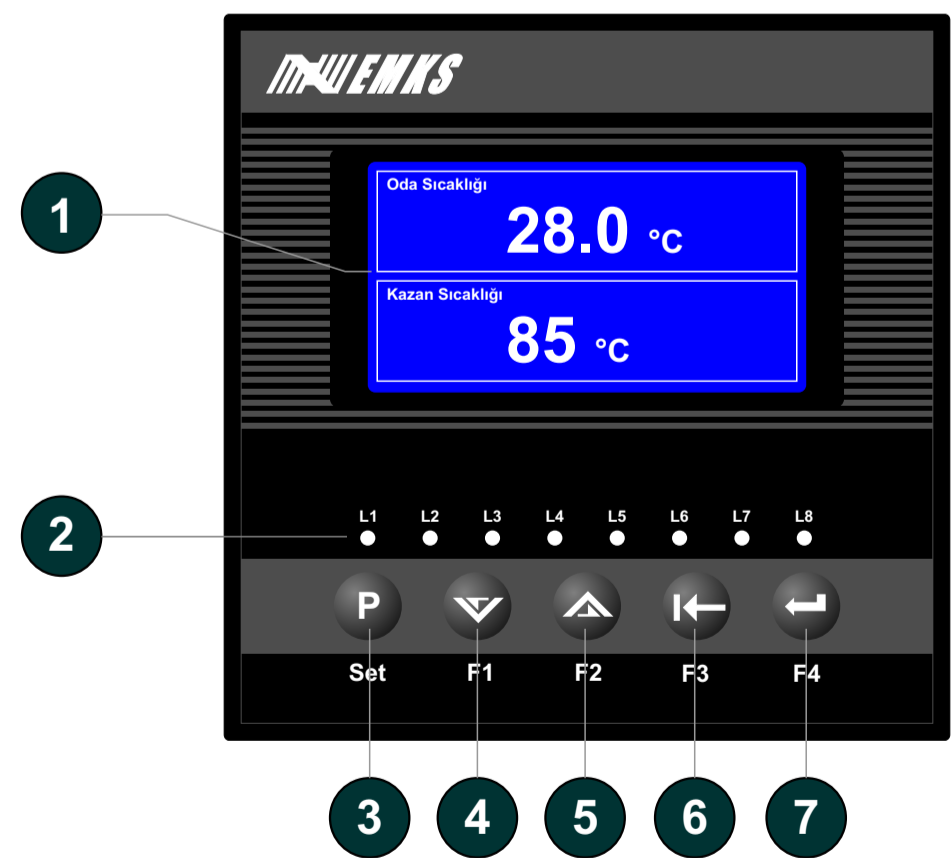 EMKS
Oda Sıcaklığı
28.0 °C
Kazan Sıcaklığı
85 °C
1
L1 L2 L3 L4 L5 L6 L7 L8
2
P
Set F1 F2 F3 F4
3 4 5 6 7